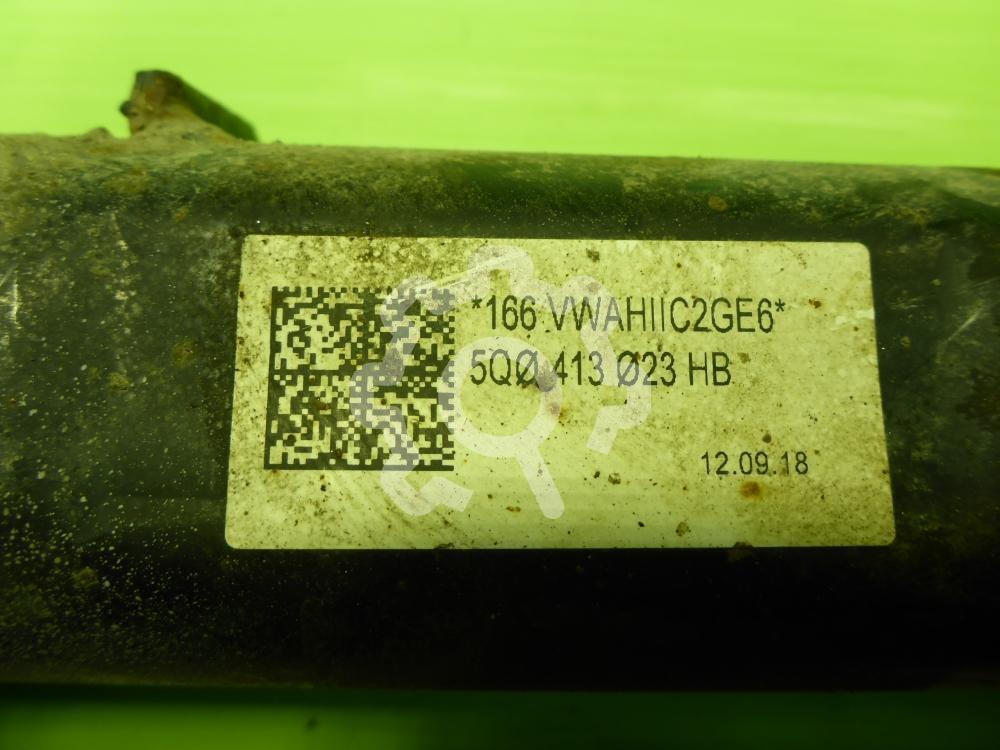 *166 VWAHIIC2GE6*
5QØ 413 Ø23 HB
12.09.18